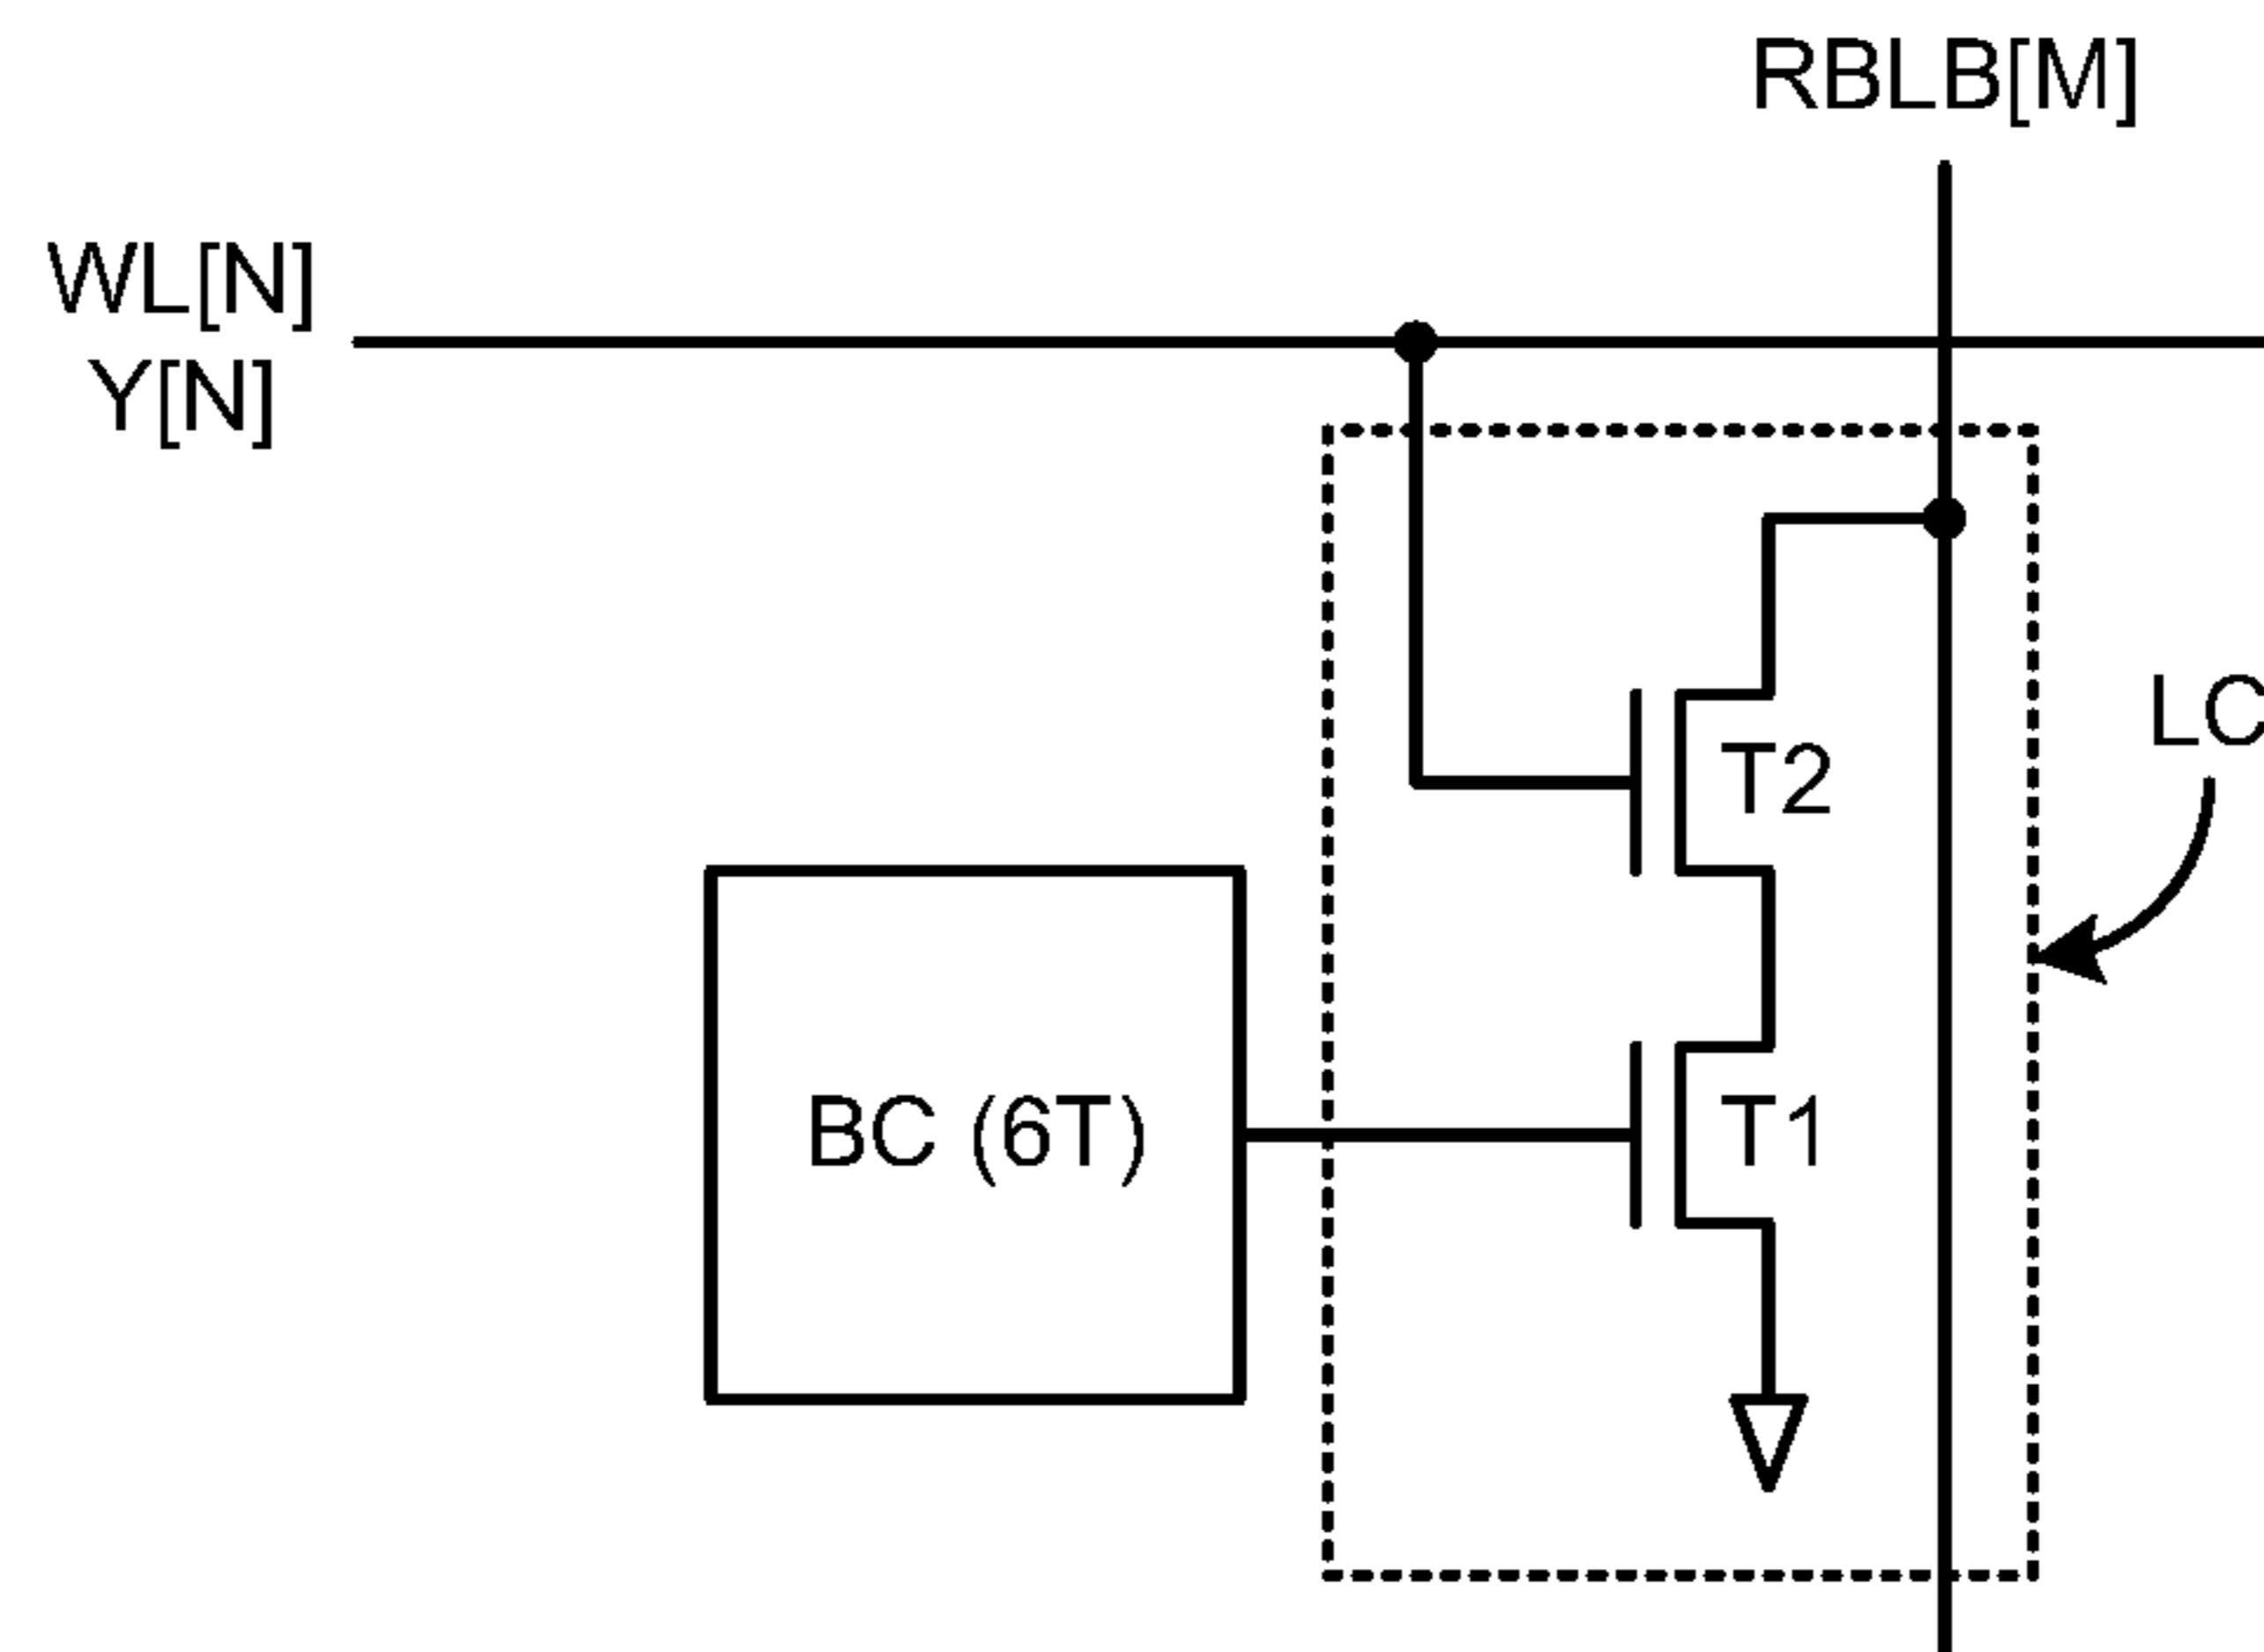 RBLB[M]
WL[N]
Y[N]
LC
T2
BC (6T)
T1